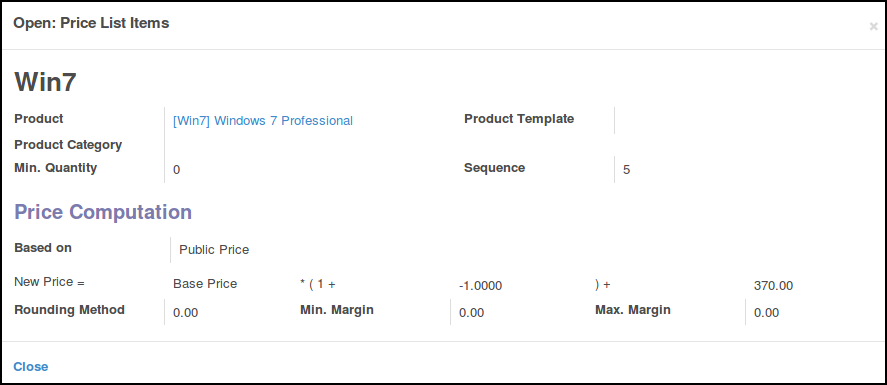 Open: Price List Items
×
Win7
Product [Win7] Windows 7 Professional Product Template
Product Category
Min. Quantity 0 Sequence 5
Price Computation
Based on Public Price
New Price = Base Price * ( 1 + -1.0000 ) + 370.00
Rounding Method 0.00 Min. Margin 0.00 Max. Margin 0.00
Close